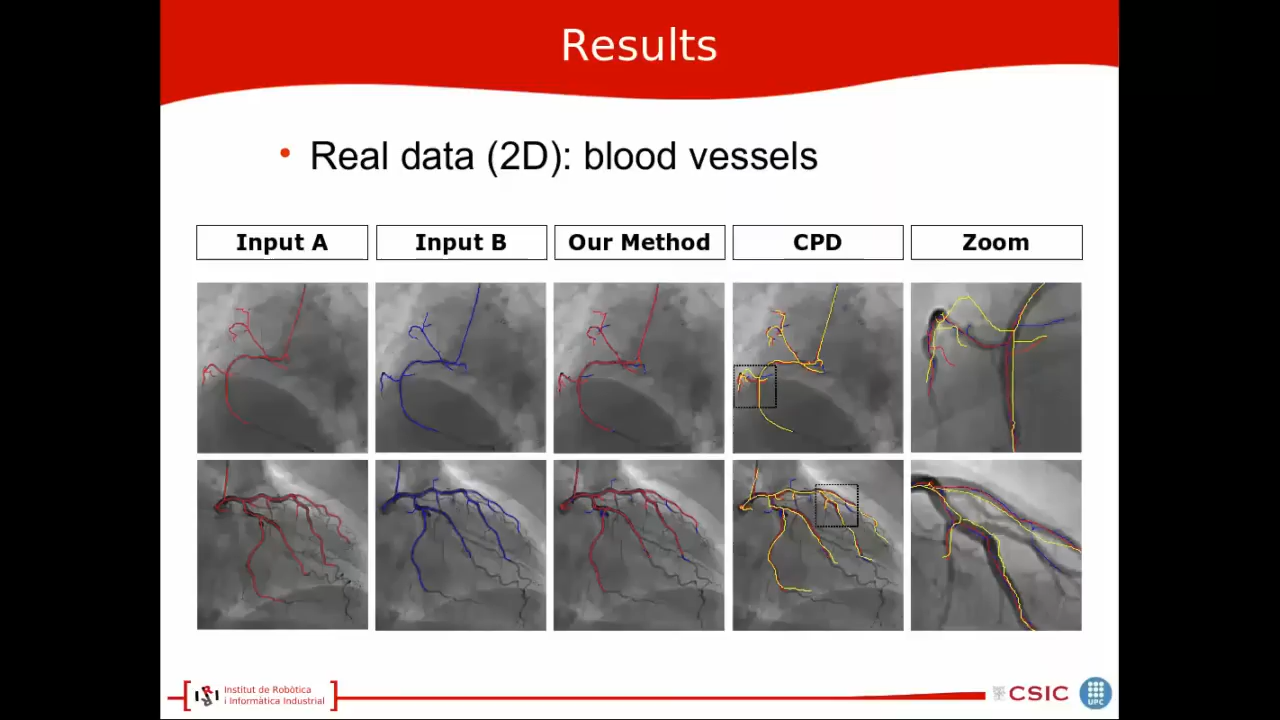 Results
• Real data (2D): blood vessels
Input A Input B Our Method CPD Zoom
Institut de Robòtica
i Informàtica Industrial
CSIC
UPC